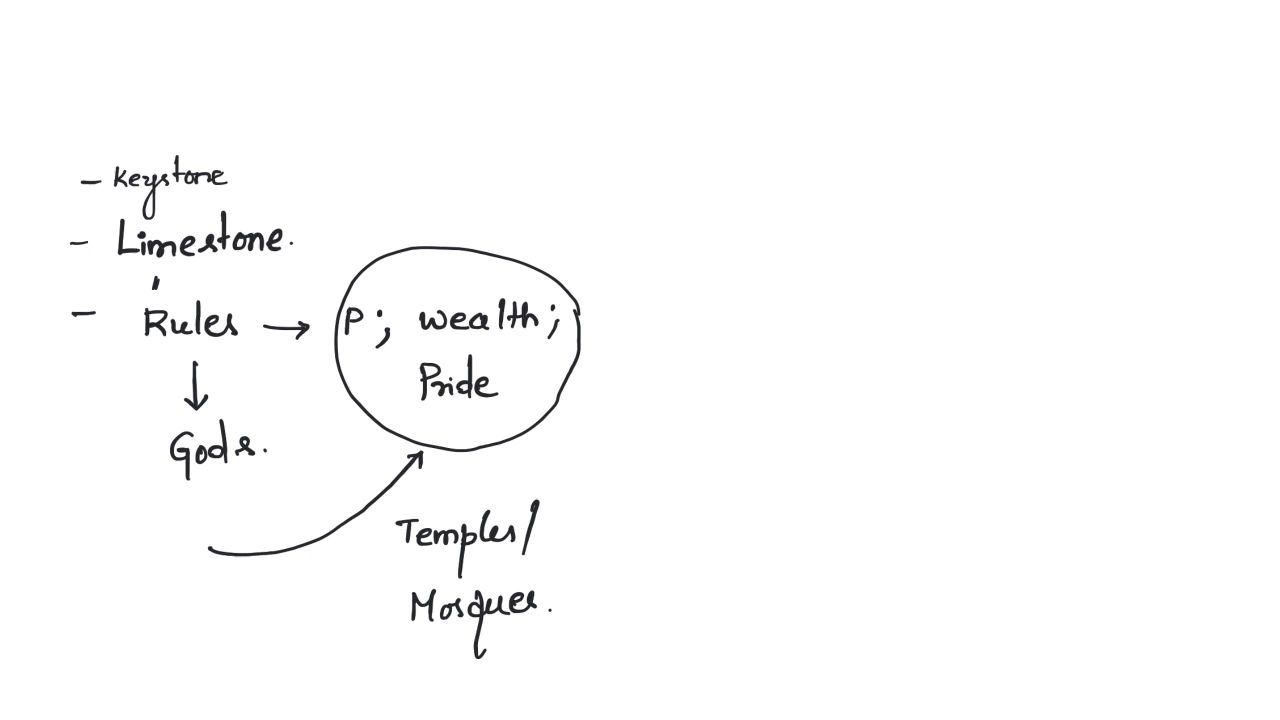 - Keystone
- Limestone.
- Rules → P; wealth;
Pride
↓
Gods.
Temples/
Mosques.